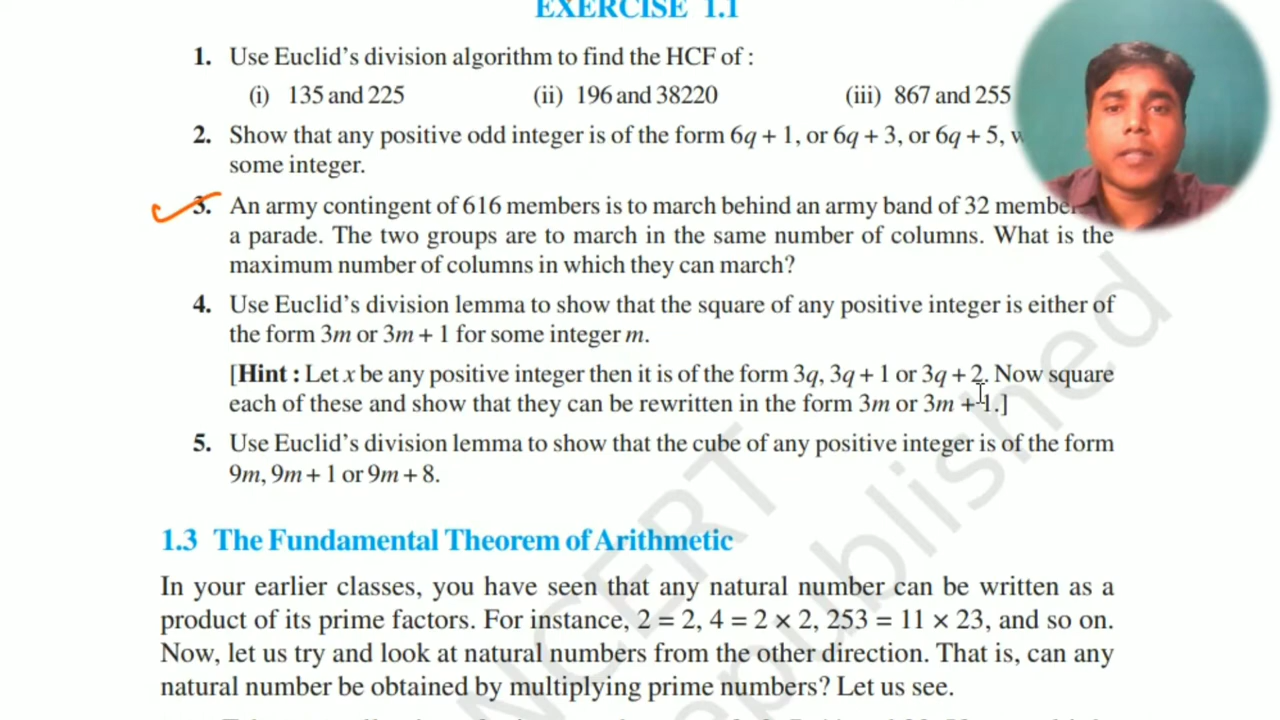 EXERCISE 1.1
1. Use Euclid's division algorithm to find the HCF of :
(i) 135 and 225 (ii) 196 and 38220 (iii) 867 and 255
2. Show that any positive odd integer is of the form 6q + 1, or 6q + 3, or 6q + 5,
some integer.
3. An army contingent of 616 members is to march behind an army band of 32
a parade. The two groups are to march in the same number of columns. What is the
maximum number of columns in which they can march?
4. Use Euclid's division lemma to show that the square of any positive integer is either of
the form 3m or 3m + 1 for some integer m.
[Hint : Let x be any positive integer then it is of the form 3q, 3q + 1 or 3q + 2. Now square
each of these and show that they can be rewritten in the form 3m or 3m + 1.]
5. Use Euclid's division lemma to show that the cube of any positive integer is of the form
9m, 9m + 1 or 9m + 8.
1.3 The Fundamental Theorem of Arithmetic
In your earlier classes, you have seen that any natural number can be written as a
product of its prime factors. For instance, 2 = 2, 4 = 2 × 2, 253 = 11 × 23, and so on.
Now, let us try and look at natural numbers from the other direction. That is, can any
natural number be obtained by multiplying prime numbers? Let us see.
NCERT
republished